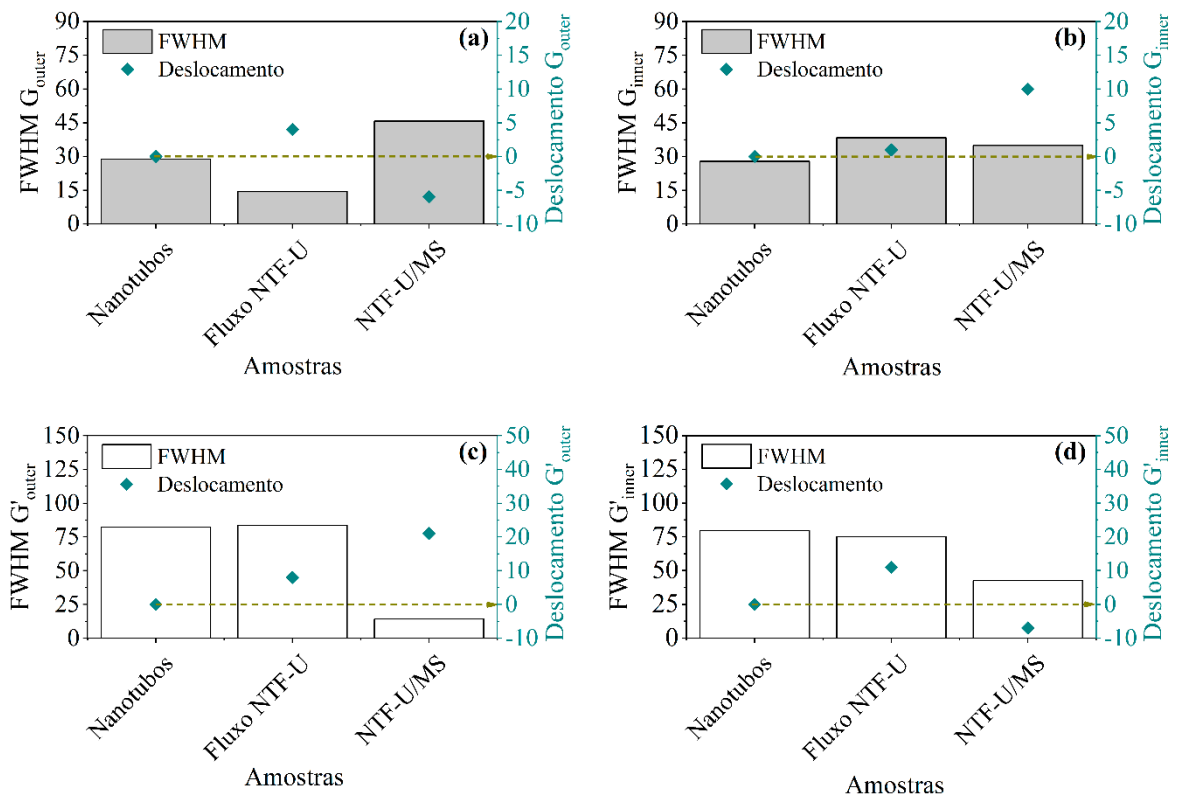 (a)
FWHM
Deslocamento
FWHM G_outer
90
75
60
45
30
15
0
20
15
10
5
0
-5
-10
Deslocamento G_outer
Nanotubos
Fluxo NTF-U
NTF-U/MS
Amostras
(b)
FWHM
Deslocamento
FWHM G_inner
90
75
60
45
30
15
0
20
15
10
5
0
-5
-10
Deslocamento G_inner
Nanotubos
Fluxo NTF-U
NTF-U/MS
Amostras
(c)
FWHM
Deslocamento
FWHM G'_outer
150
125
100
75
50
25
0
50
40
30
20
10
0
-10
Deslocamento G'_outer
Nanotubos
Fluxo NTF-U
NTF-U/MS
Amostras
(d)
FWHM
Deslocamento
FWHM G'_inner
150
125
100
75
50
25
0
50
40
30
20
10
0
-10
Deslocamento G'_inner
Nanotubos
Fluxo NTF-U
NTF-U/MS
Amostras